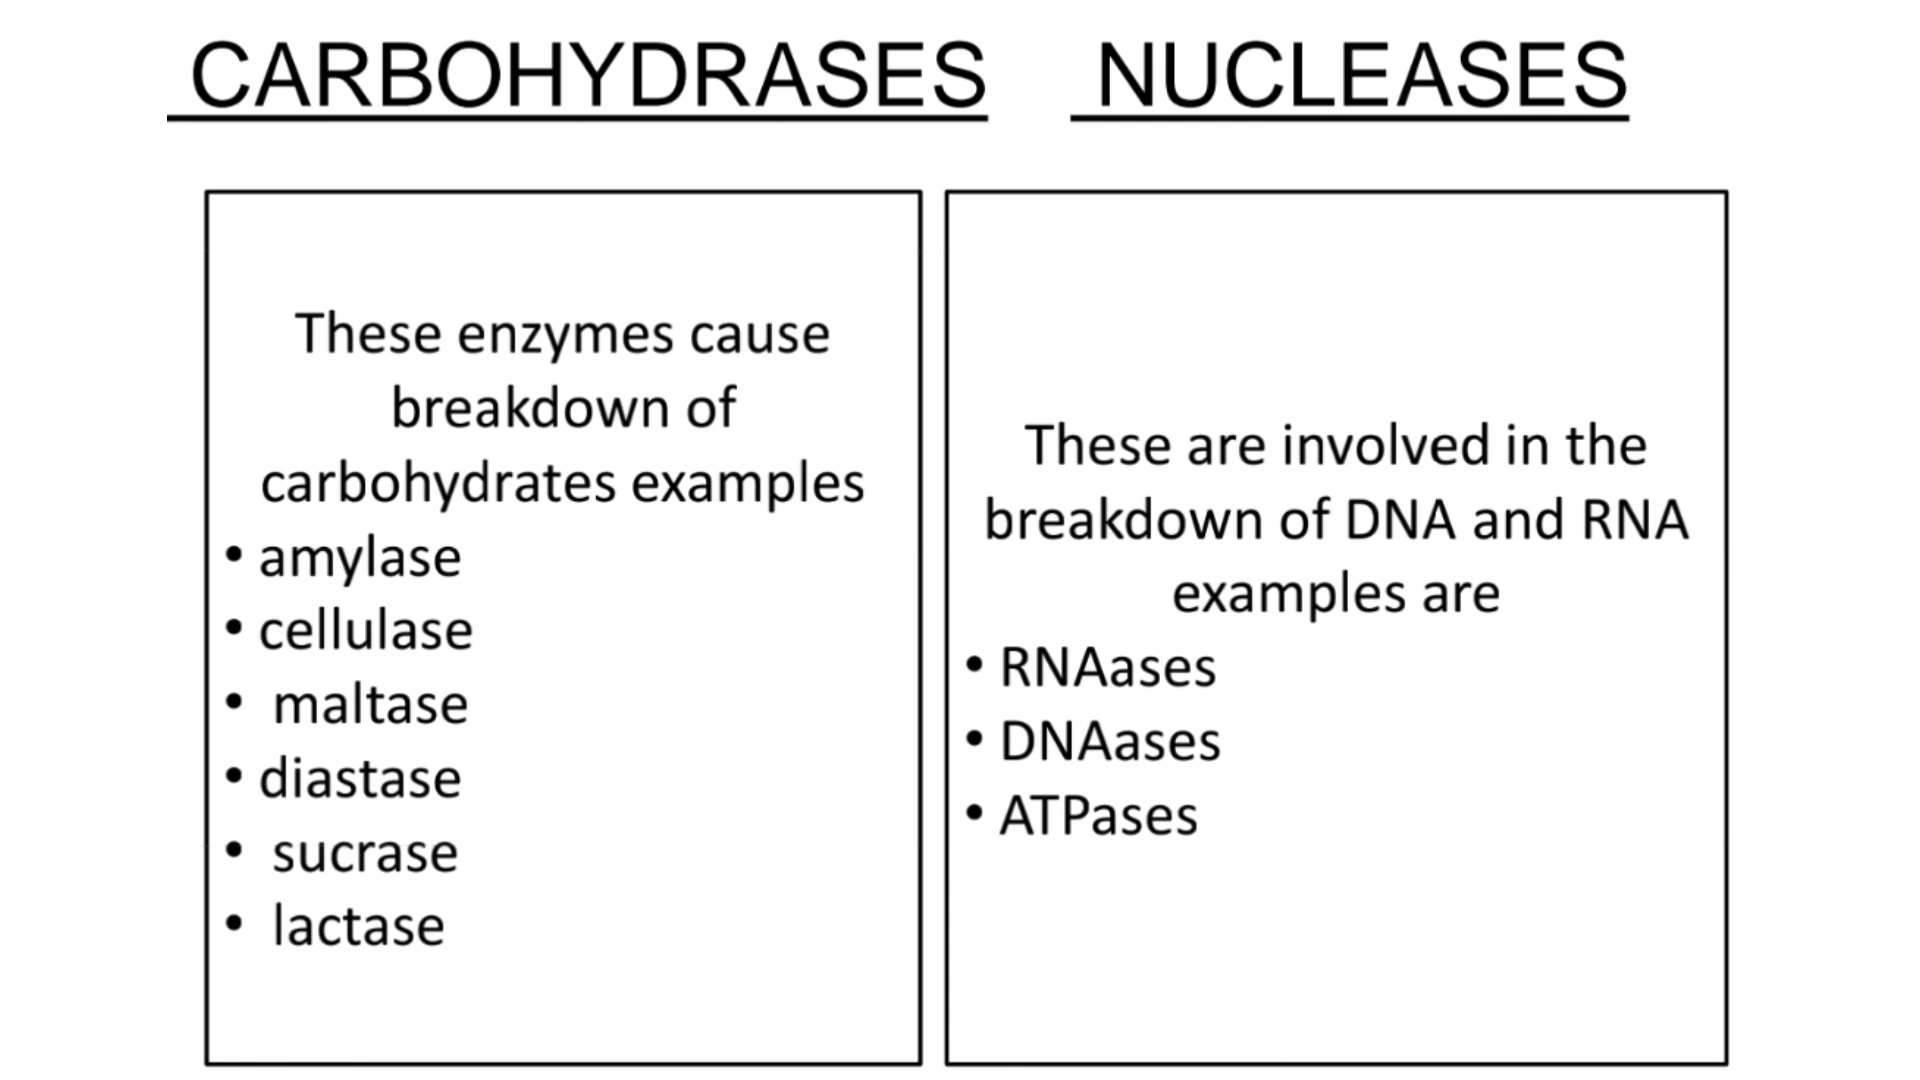 CARBOHYDRASES
NUCLEASES
These enzymes cause
breakdown of
carbohydrates examples
• amylase
• cellulase
• maltase
• diastase
• sucrase
• lactase
These are involved in the
breakdown of DNA and RNA
examples are
• RNAases
• DNAases
• ATPases